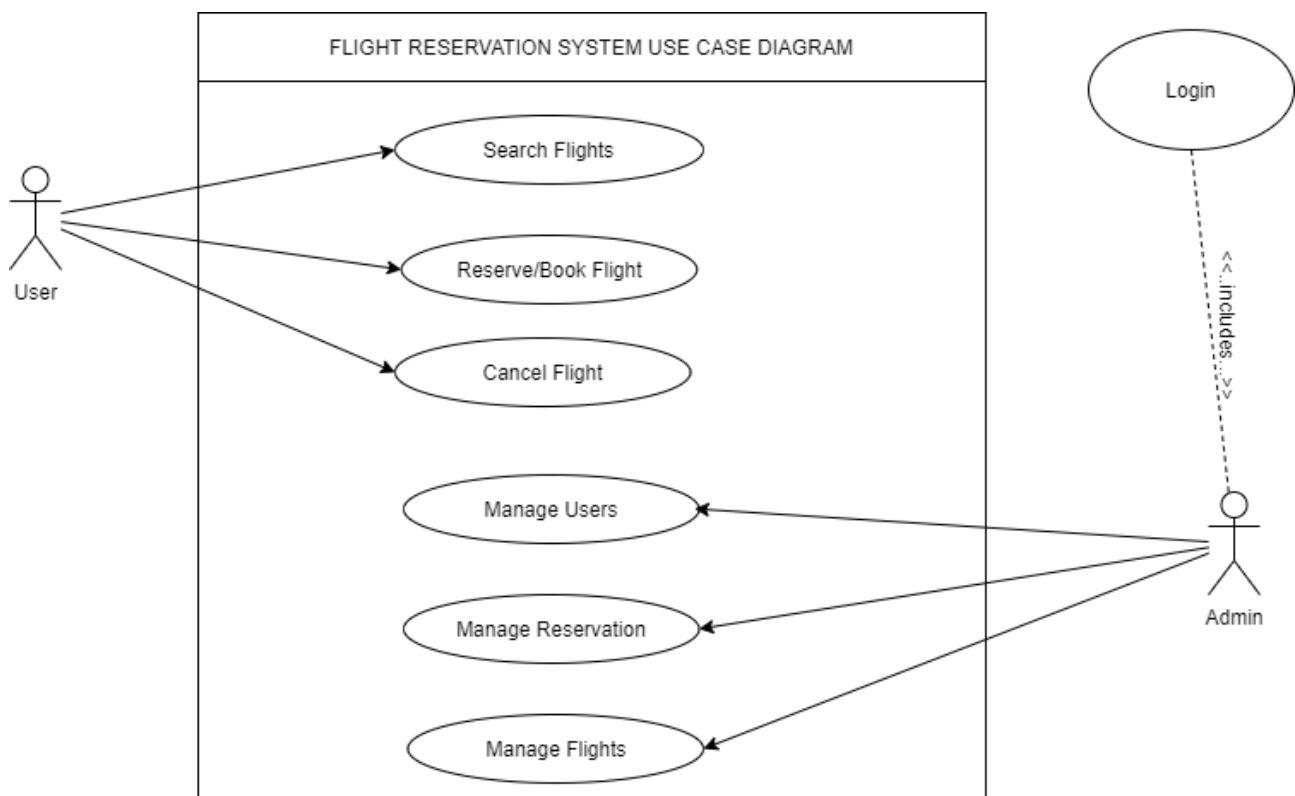 FLIGHT RESERVATION SYSTEM USE CASE DIAGRAM
Login
Search Flights
User
Reserve/Book Flight
<<...includes...>>
Cancel Flight
Manage Users
Manage Reservation
Admin
Manage Flights